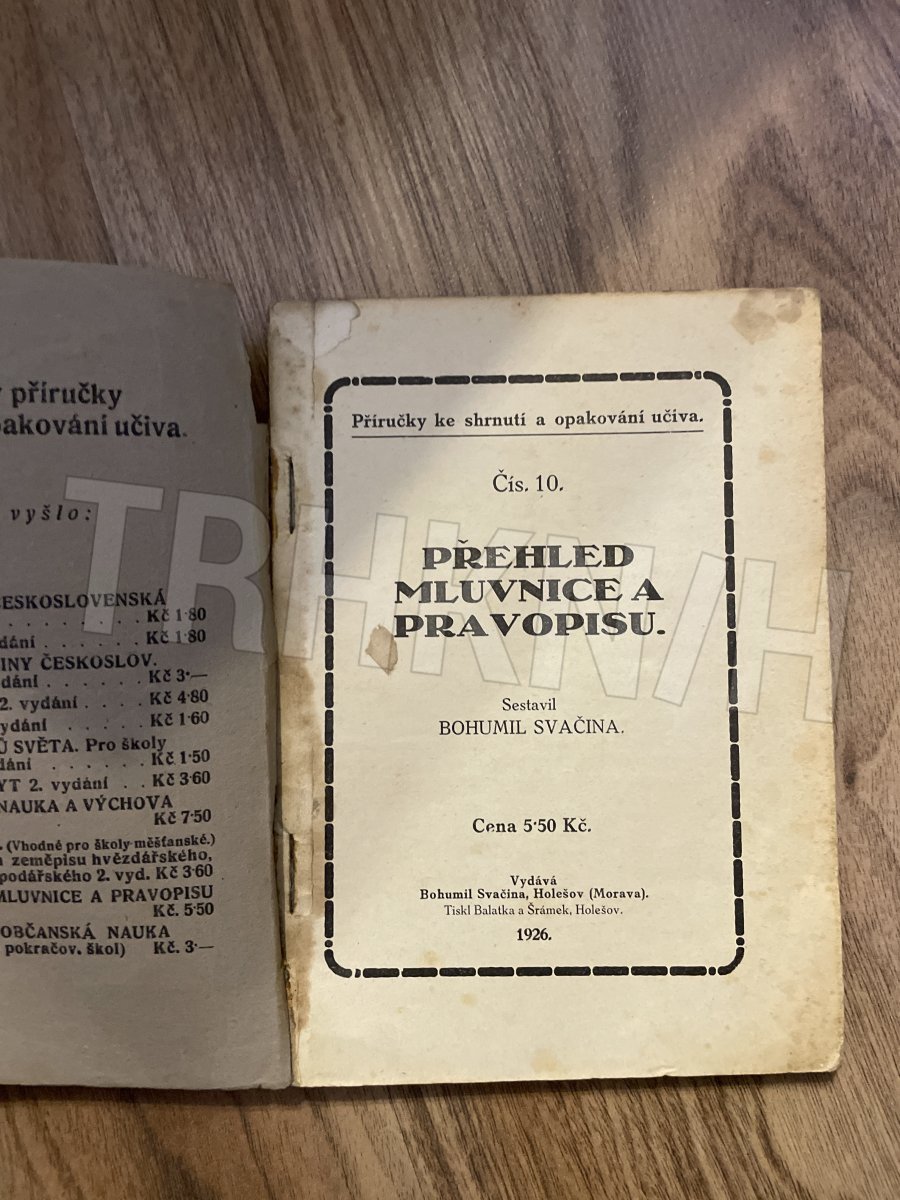 příručky
opakování učiva.
vyšlo:
ČESKOSLOVENSKÁ
. . . . . . . Kč 1·80
dání . . . . . Kč 1·80
INY ČESKOSLOV.
dání . . . . . . Kč 3·—
2. vydání . . . . Kč 4·80
vydání . . . . . Kč 1·60
Ů SVĚTA. Pro školy
dání . . . . . . Kč 1·50
YT 2. vydání . . Kč 3·60
NAUKA A VÝCHOVA
Kč 7·50
. (Vhodné pro školy měšťanské.)
zeměpisu hvězdářského,
podářského 2. vyd. Kč 3·60
MLUVNICE A PRAVOPISU
Kč. 5·50
OBČANSKÁ NAUKA
pokračov. škol) Kč. 3·—
Příručky ke shrnutí a opakování učiva.
Čís. 10.
PŘEHLED
MLUVNICE A
PRAVOPISU.
Sestavil
BOHUMIL SVAČINA.
Cena 5·50 Kč.
Vydává
Bohumil Svačina, Holešov (Morava).
Tiskl Balatka a Šrámek, Holešov.
1926.
TRHKNIH